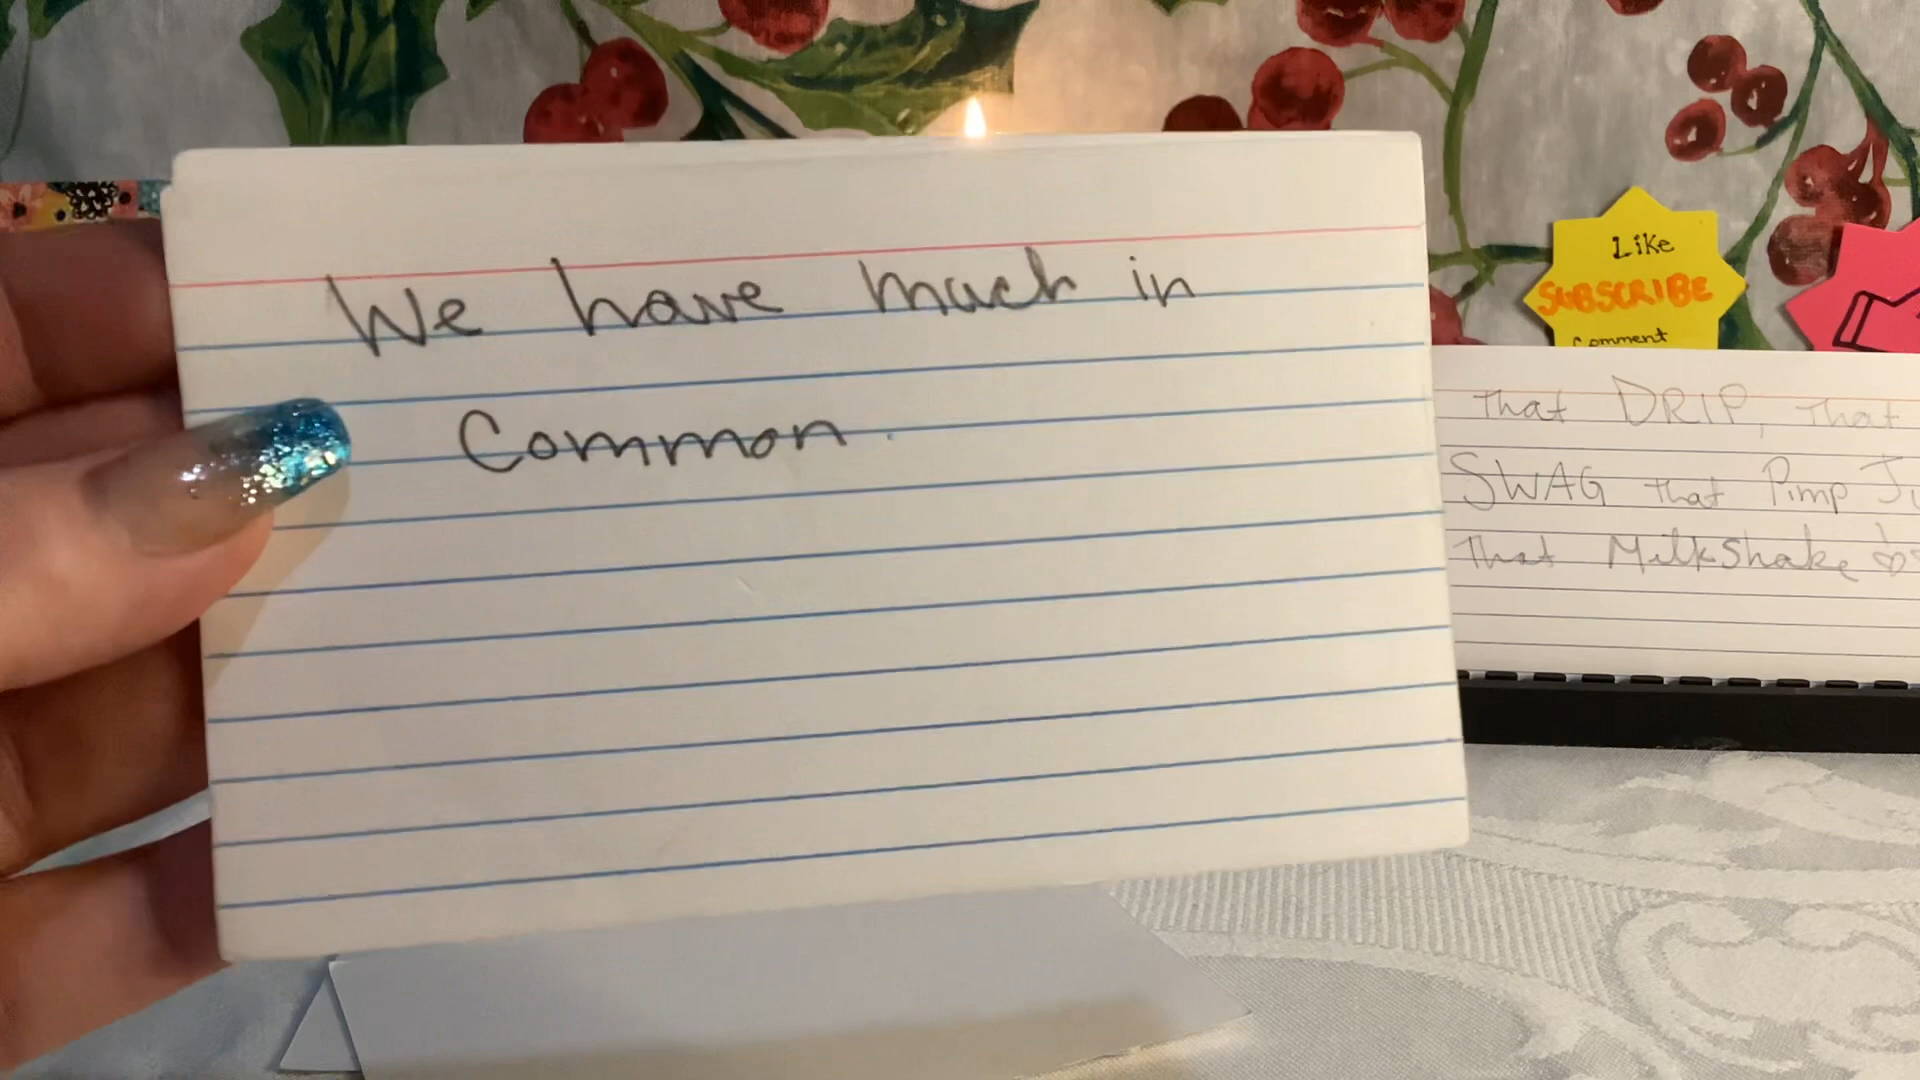 We have much in
Common.
Like
SUBSCRIBE
Comment
That DRIP, That
SWAG That Pimp
That Milkshake